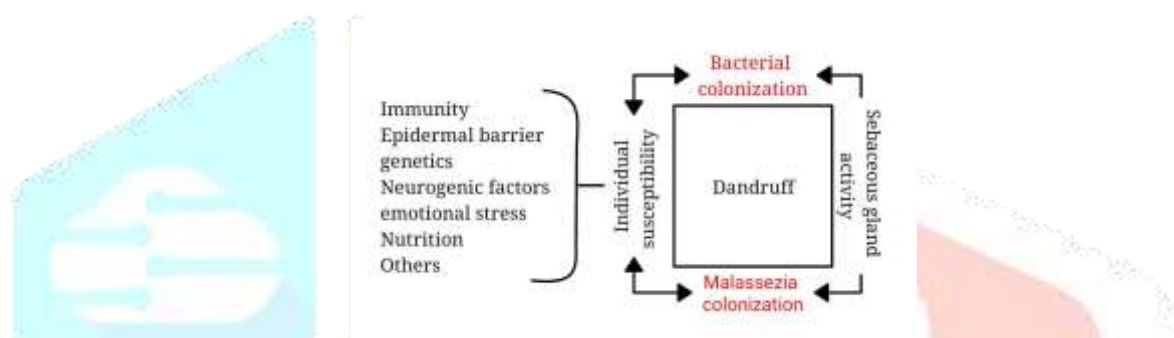 Immunity
Epidermal barrier
genetics
Neurogenic factors
emotional stress
Nutrition
Others
Individual
susceptibility
Bacterial
colonization
Dandruff
Sebaceous gland
activity
Malassezia
colonization